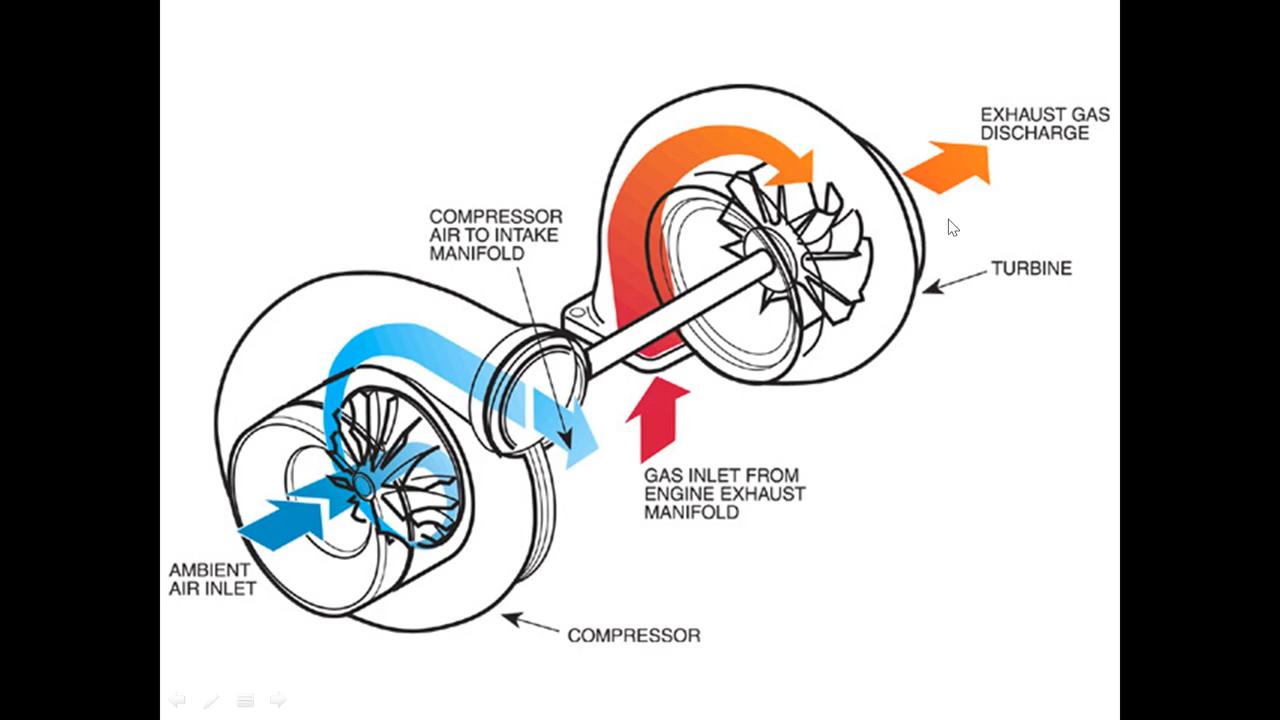 EXHAUST GAS
DISCHARGE
COMPRESSOR
AIR TO INTAKE
MANIFOLD
TURBINE
GAS INLET FROM
ENGINE EXHAUST
MANIFOLD
AMBIENT
AIR INLET
COMPRESSOR